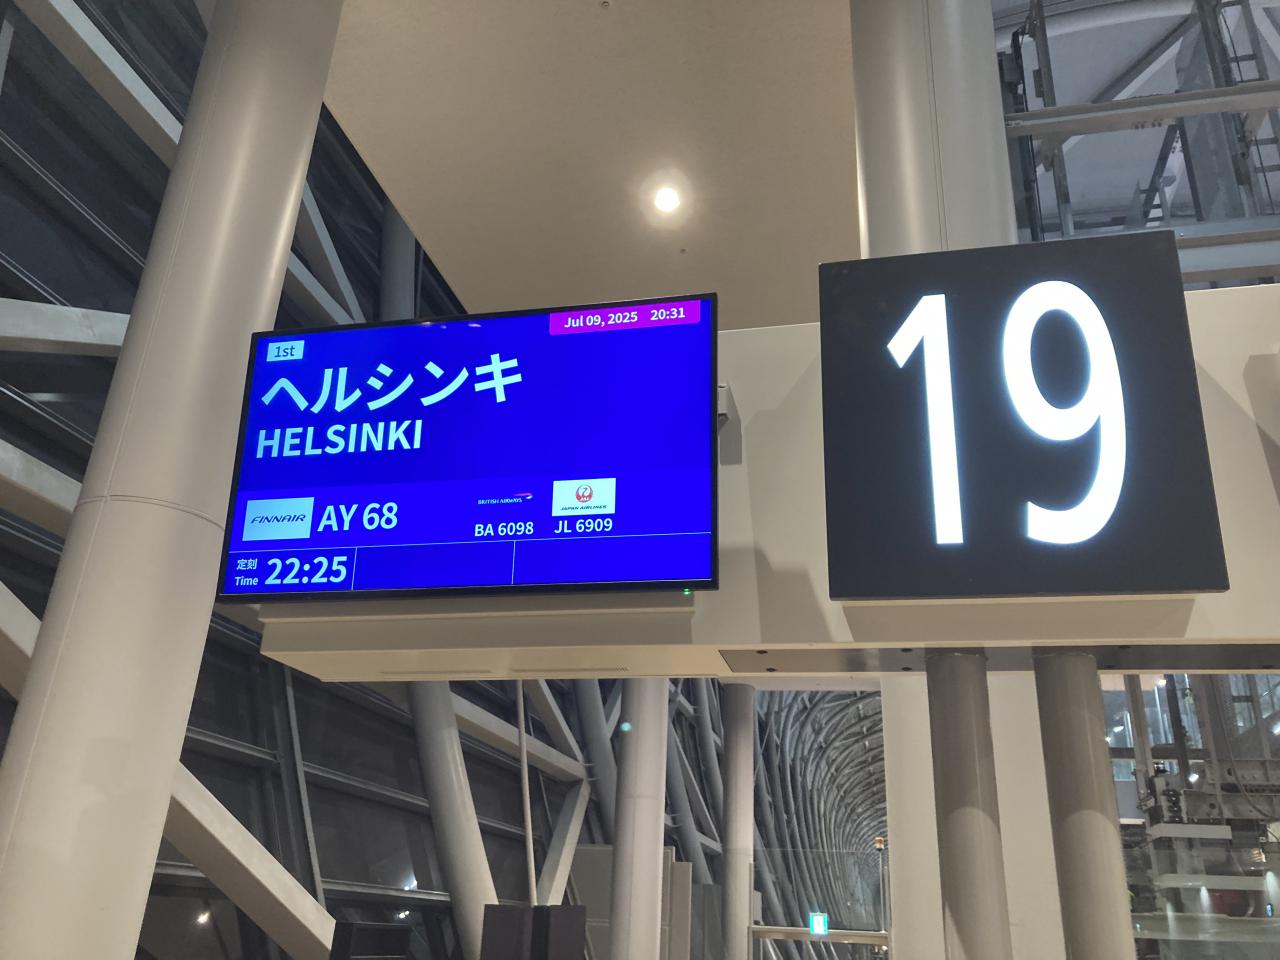 Jul 09, 2025 20:31
1st
ヘルシンキ
HELSINKI
FINNAIR AY 68
BRITISH AIRWAYS
BA 6098
JAL
JAPAN AIRLINES
JL 6909
定刻
Time 22:25
19